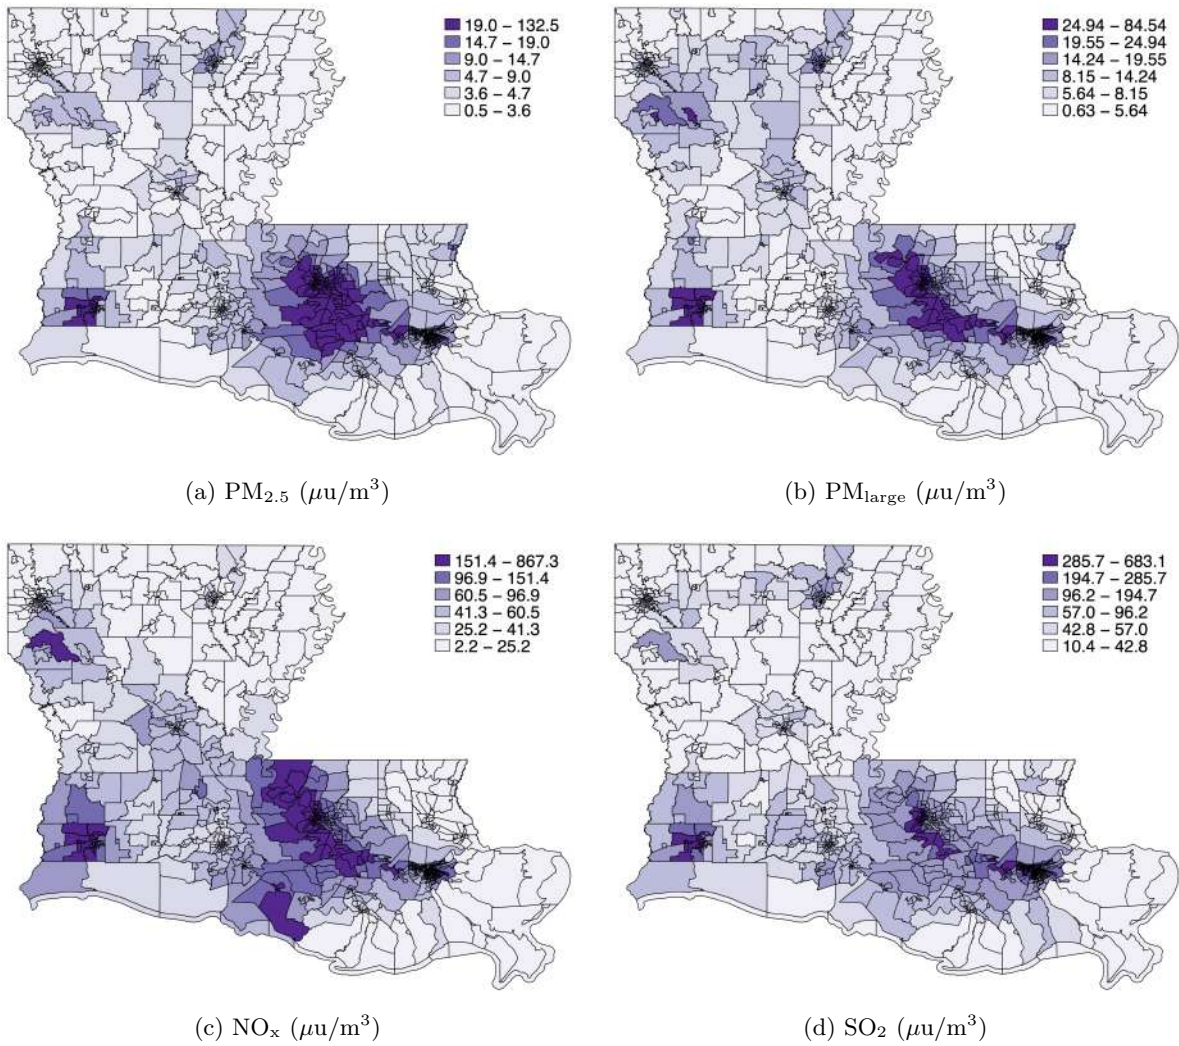 19.0 – 132.5
14.7 – 19.0
9.0 – 14.7
4.7 – 9.0
3.6 – 4.7
0.5 – 3.6
24.94 – 84.54
19.55 – 24.94
14.24 – 19.55
8.15 – 14.24
5.64 – 8.15
0.63 – 5.64
(a) PM2.5 (μu/m³)
(b) PMlarge (μu/m³)
151.4 – 867.3
96.9 – 151.4
60.5 – 96.9
41.3 – 60.5
25.2 – 41.3
2.2 – 25.2
285.7 – 683.1
194.7 – 285.7
96.2 – 194.7
57.0 – 96.2
42.8 – 57.0
10.4 – 42.8
(c) NOx (μu/m³)
(d) SO2 (μu/m³)